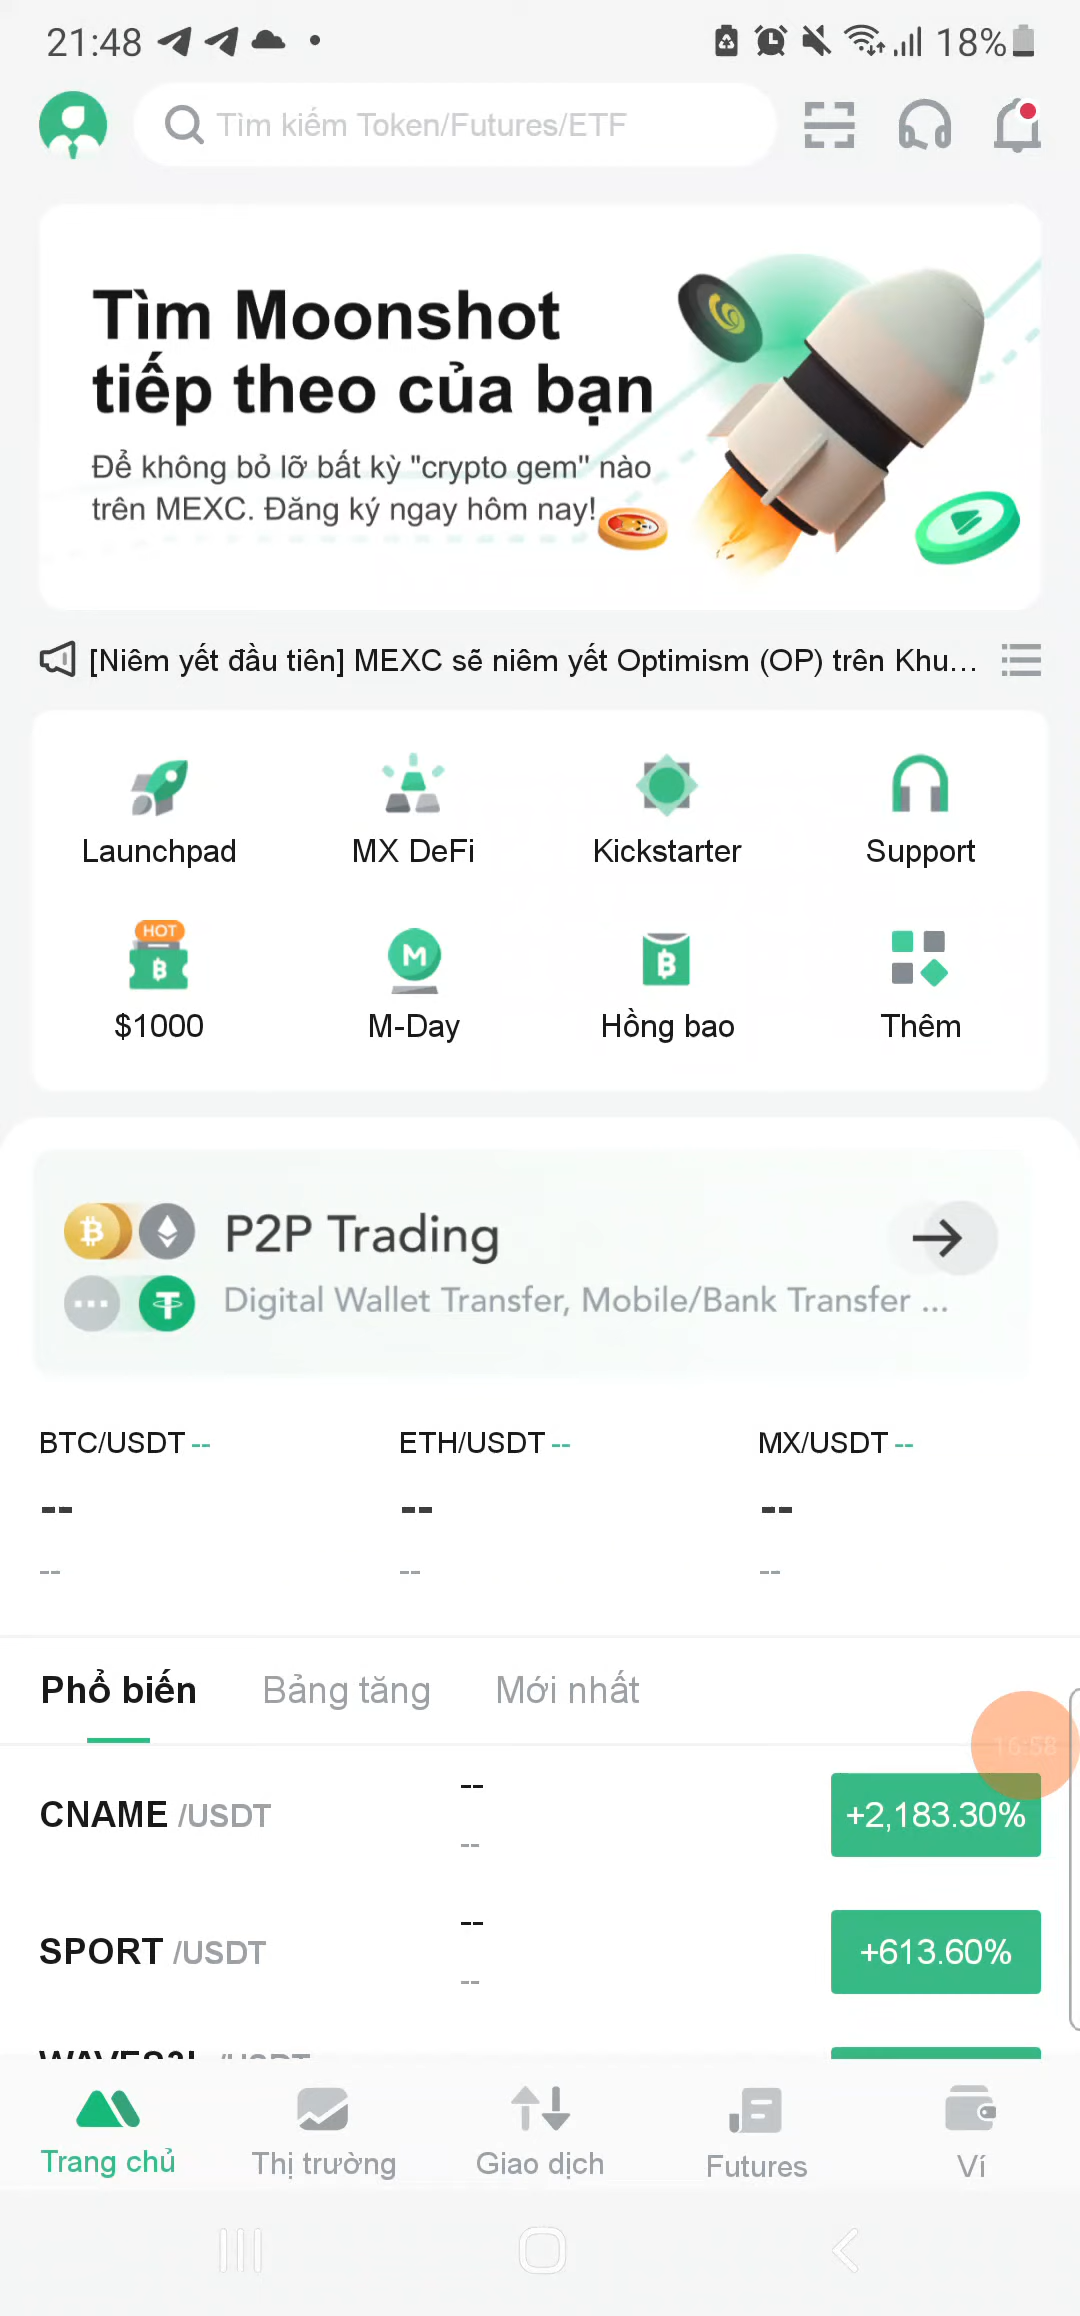 21:48
18%
Tìm kiếm Token/Futures/ETF
Tìm Moonshot
tiếp theo của bạn
Để không bỏ lỡ bất kỳ "crypto gem" nào
trên MEXC. Đăng ký ngay hôm nay!
[Niêm yết đầu tiên] MEXC sẽ niêm yết Optimism (OP) trên Khu...
Launchpad
MX DeFi
Kickstarter
Support
HOT
$1000
M-Day
Hồng bao
Thêm
P2P Trading
Digital Wallet Transfer, Mobile/Bank Transfer ...
BTC/USDT --
ETH/USDT --
MX/USDT --
-- -- --
-- -- --
Phổ biến
Bảng tăng
Mới nhất
16:58
--
CNAME /USDT
+2,183.30%
--
--
SPORT /USDT
+613.60%
--
Trang chủ
Thị trường
Giao dịch
Futures
Ví